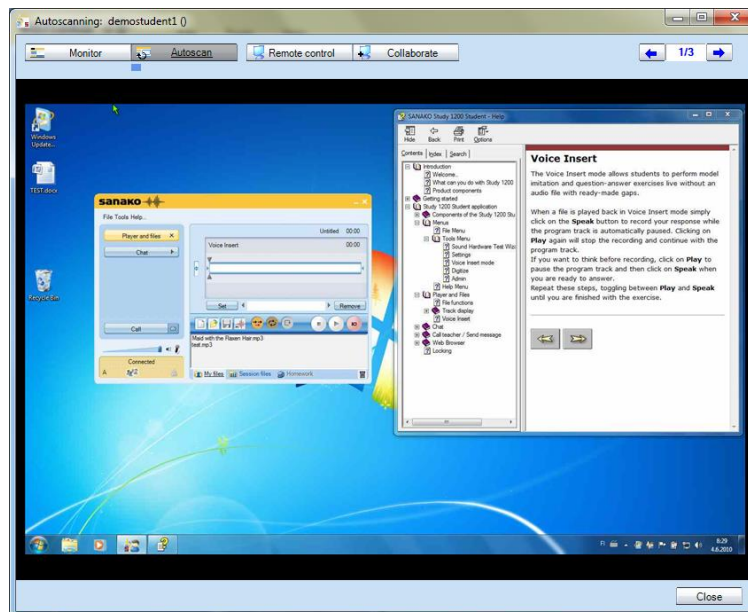 Autoscanning: demostudent1 ()
Monitor
Autoscan
Remote control
Collaborate
1/3
Windows
Update...
TEST.docx
Recycle Bin
sanako
File Tools Help...
Player and files
Chat
Call
Connected
A
Untitled 00:00
Voice Insert 00:00
Set
Remove
Maid with the Flaxen Hair.mp3
test.mp3
My files
Session files
Homework
SANAKO Study 1200 Student - Help
Hide
Back
Print
Options
Contents
Index
Search
Introduction
Welcome..
What can you do with Study 1200
Product components
Getting started
Study 1200 Student application
Components of the Study 1200 Stu
Menus
File Menu
Tools Menu
Sound Hardware Test Wiz
Settings
Voice Insert mode
Digitize
Admin
Help Menu
Player and Files
File functions
Track display
Voice Insert
Chat
Call teacher / Send message
Web Browser
Locking
Voice Insert
The Voice Insert mode allows students to perform model
imitation and question-answer exercises live without an
audio file with ready-made gaps.
When a file is played back in Voice Insert mode simply
click on the Speak button to record your response while
the program track is automatically paused. Clicking on
Play again will stop the recording and continue with the
program track.
If you want to think before recording, click on Play to
pause the program track and then click on Speak when
you are ready to answer.
Repeat these steps, toggling between Play and Speak
until you are finished with the exercise.
FI
8:29
4.6.2010
Close